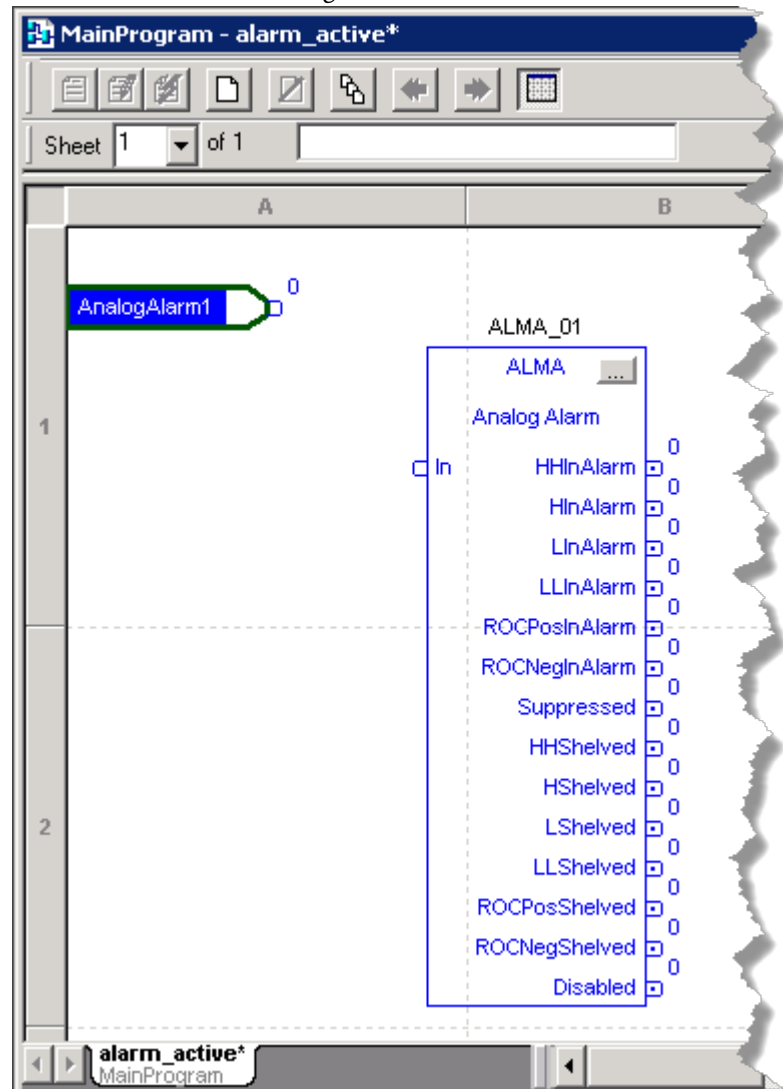 MainProgram - alarm_active*
Sheet 1 of 1
A B
AnalogAlarm1 0
ALMA_01
ALMA ...
Analog Alarm
1
0
In HHInAlarm
0
HInAlarm
0
LInAlarm
0
LLInAlarm
0
ROCPosInAlarm
0
ROCNegInAlarm
0
Suppressed
0
HHShelved
0
HShelved
0
2 LShelved
0
LLShelved
0
ROCPosShelved
0
ROCNegShelved
0
Disabled
alarm_active*
MainProgram